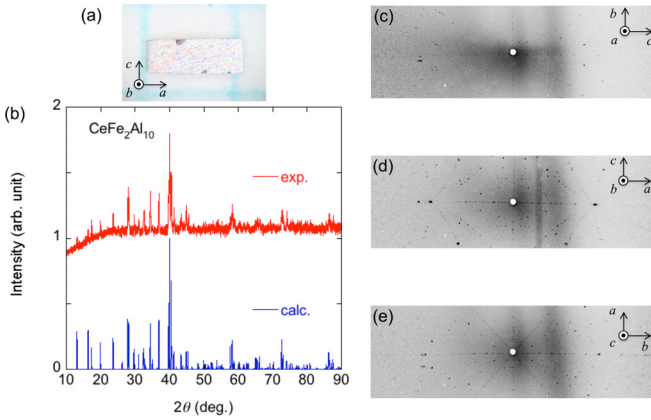 (a)
c
b
a
(b)
CeFe2Al10
exp.
calc.
Intensity (arb. unit)
2
1
0
10 20 30 40 50 60 70 80 90
2θ (deg.)
(c)
b
a
c
(d)
c
b
a
(e)
a
c
b